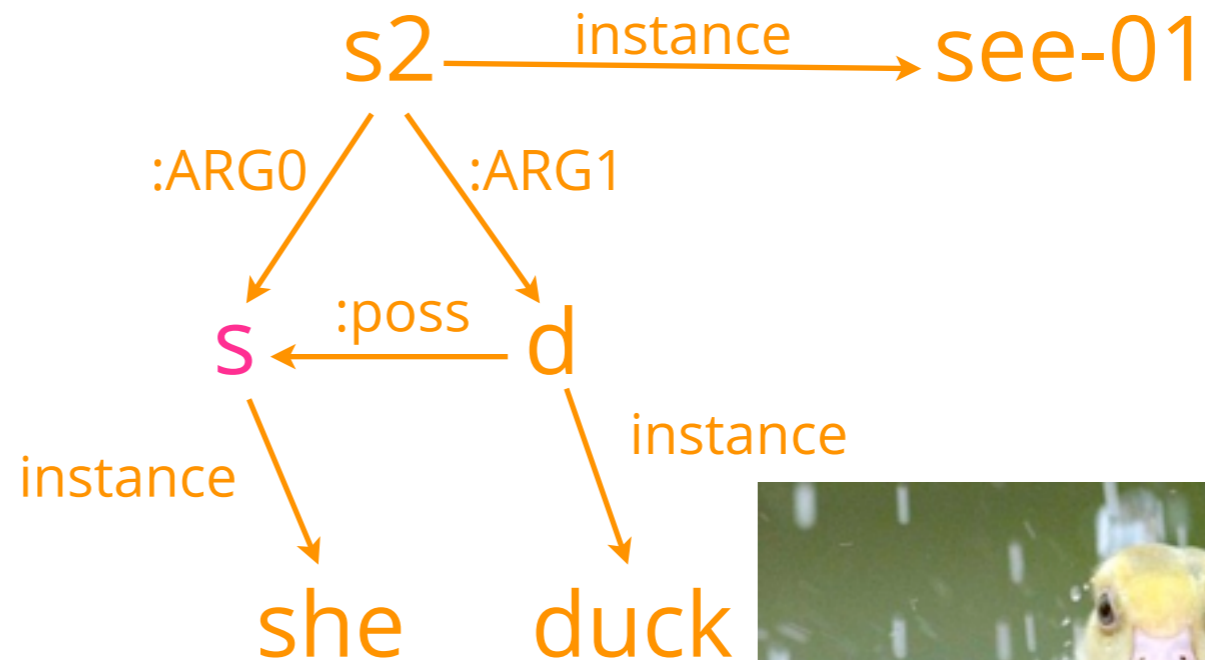 s2 instance see-01
:ARG0 :ARG1
s :poss d
instance instance
she duck